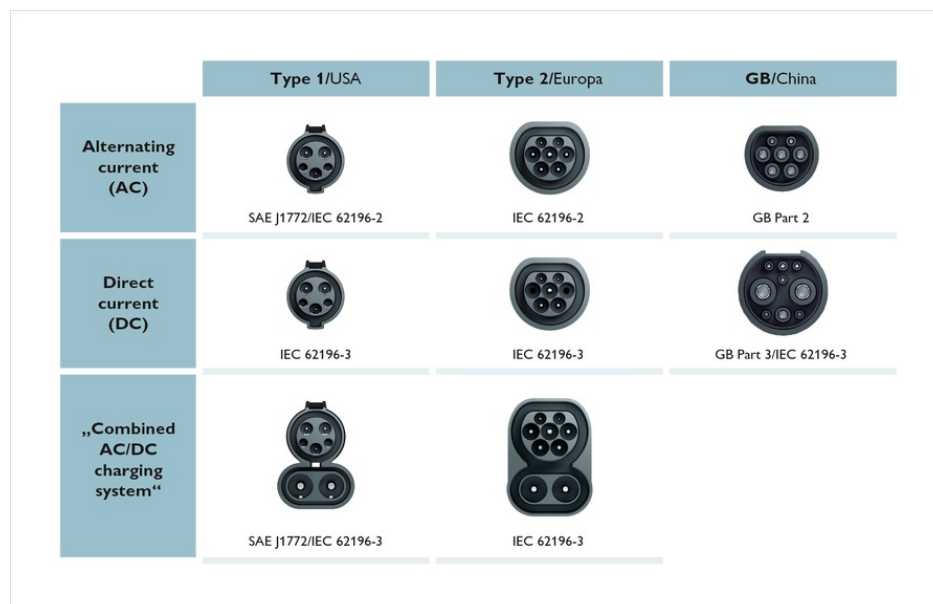 Type 1/USA
Type 2/Europa
GB/China
Alternating
current
(AC)
SAE J1772/IEC 62196-2
IEC 62196-2
GB Part 2
Direct
current
(DC)
IEC 62196-3
IEC 62196-3
GB Part 3/IEC 62196-3
„Combined
AC/DC
charging
system“
SAE J1772/IEC 62196-3
IEC 62196-3